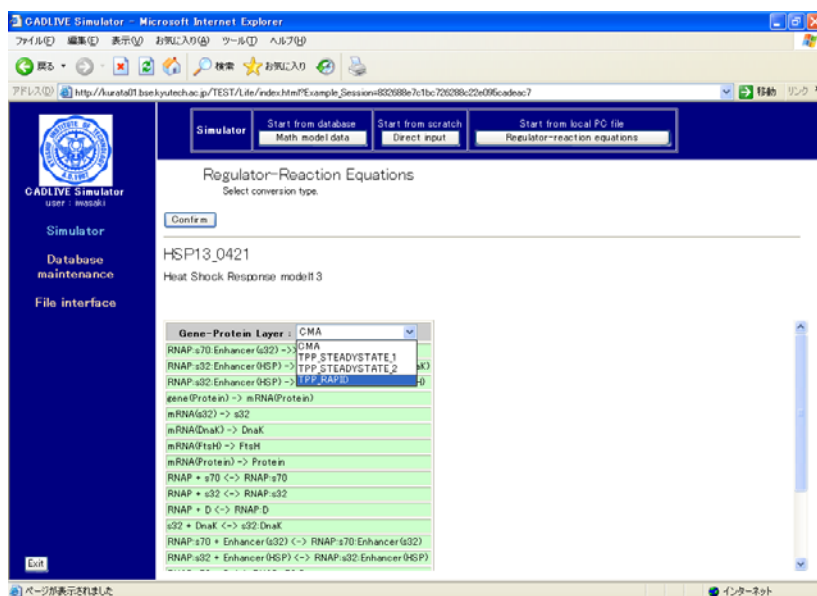 CADLIVE Simulator - Microsoft Internet Explorer
ファイル(F) 編集(E) 表示(V) お気に入り(A) ツール(T) ヘルプ(H)
戻る 検索 お気に入り
アドレス(D) http://kurata01.bse.kyutech.ac.jp/TEST/Lite/index.html?Example_Session=832688e7c1bc726288c22e095cadeac7 移動 リンク
Simulator
Start from database Start from scratch Start from local PC file
Math model data Direct input Regulator-reaction equations
CADLIVE Simulator
user : iwasaki
Simulator
Database
maintenance
File interface
Exit
Regulator-Reaction Equations
Select conversion type.
Confirm
HSP13_0421
Heat Shock Response model13
Gene-Protein Layer : CMA
CMA
TPP_STEADYSTATE_1
TPP_STEADYSTATE_2
TPP_RAPID
RNAP:s70:Enhancer(s32) ->
RNAP:s32:Enhancer(HSP) -> aK)
RNAP:s32:Enhancer(HSP) -> H)
gene(Protein) -> mRNA(Protein)
mRNA(s32) -> s32
mRNA(DnaK) -> DnaK
mRNA(FtsH) -> FtsH
mRNA(Protein) -> Protein
RNAP + s70 <-> RNAP:s70
RNAP + s32 <-> RNAP:s32
RNAP + D <-> RNAP:D
s32 + DnaK <-> s32:DnaK
RNAP:s70 + Enhancer(s32) <-> RNAP:s70:Enhancer(s32)
RNAP:s32 + Enhancer(HSP) <-> RNAP:s32:Enhancer(HSP)
ページが表示されました インターネット